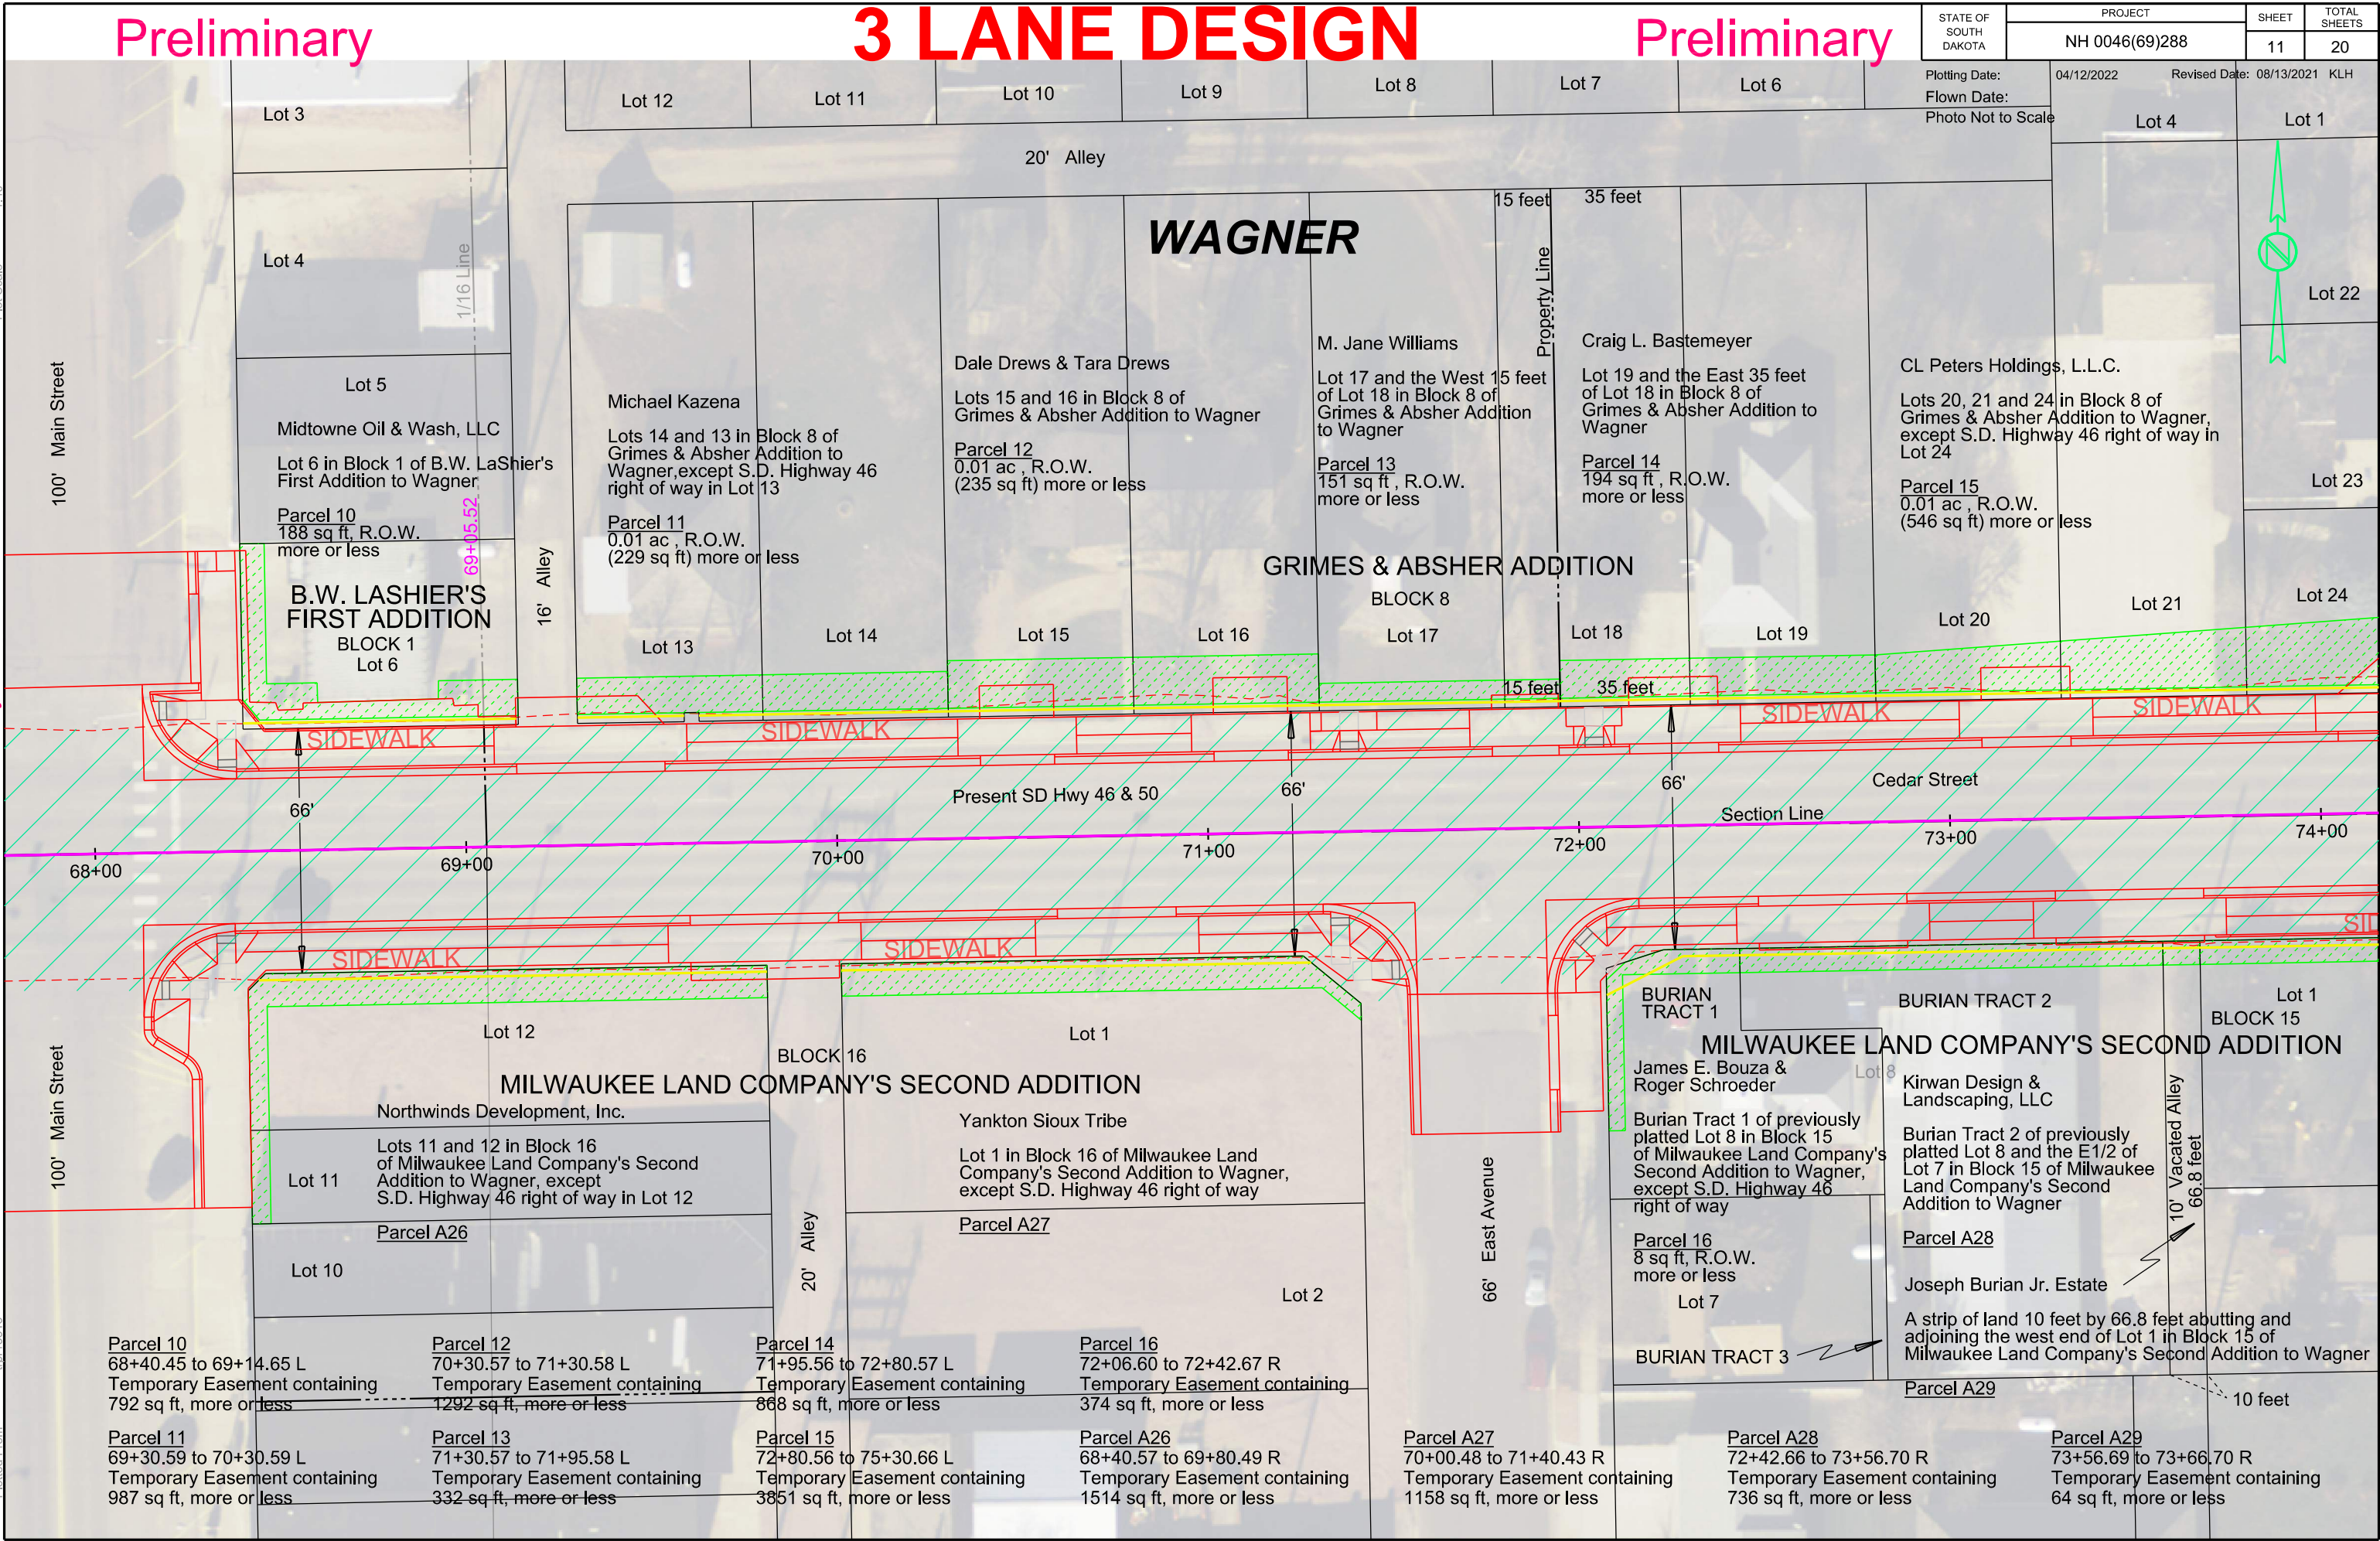 Preliminary
3 LANE DESIGN
Preliminary
STATE OF
SOUTH
DAKOTA
PROJECT
NH 0046(69)288
SHEET
11
TOTAL
SHEETS
20
Plotting Date: 04/12/2022 Revised Date: 08/13/2021 KLH
Flown Date:
Photo Not to Scale
Lot 3
Lot 12
Lot 11
Lot 10
Lot 9
Lot 8
Lot 7
Lot 6
Lot 4
Lot 1
20' Alley
15 feet
35 feet
WAGNER
Lot 4
1/16 Line
Property Line
Lot 22
100' Main Street
Lot 5
Midtowne Oil & Wash, LLC
Lot 6 in Block 1 of B.W. LaShier's
First Addition to Wagner
Parcel 10
188 sq ft, R.O.W.
more or less
69+05.52
B.W. LASHIER'S
FIRST ADDITION
BLOCK 1
Lot 6
16' Alley
Michael Kazena
Lots 14 and 13 in Block 8 of
Grimes & Absher Addition to
Wagner,except S.D. Highway 46
right of way in Lot 13
Parcel 11
0.01 ac , R.O.W.
(229 sq ft) more or less
Dale Drews & Tara Drews
Lots 15 and 16 in Block 8 of
Grimes & Absher Addition to Wagner
Parcel 12
0.01 ac , R.O.W.
(235 sq ft) more or less
M. Jane Williams
Lot 17 and the West 15 feet
of Lot 18 in Block 8 of
Grimes & Absher Addition
to Wagner
Parcel 13
151 sq ft , R.O.W.
more or less
Craig L. Bastemeyer
Lot 19 and the East 35 feet
of Lot 18 in Block 8 of
Grimes & Absher Addition to
Wagner
Parcel 14
194 sq ft , R.O.W.
more or less
CL Peters Holdings, L.L.C.
Lots 20, 21 and 24 in Block 8 of
Grimes & Absher Addition to Wagner,
except S.D. Highway 46 right of way in
Lot 24
Parcel 15
0.01 ac , R.O.W.
(546 sq ft) more or less
Lot 23
GRIMES & ABSHER ADDITION
BLOCK 8
Lot 13
Lot 14
Lot 15
Lot 16
Lot 17
Lot 18
Lot 19
Lot 20
Lot 21
Lot 24
15 feet
35 feet
SIDEWALK
SIDEWALK
SIDEWALK
SIDEWALK
66'
Present SD Hwy 46 & 50
66'
66'
Cedar Street
Section Line
68+00
69+00
70+00
71+00
72+00
73+00
74+00
SIDEWALK
SIDEWALK
SID
100' Main Street
Lot 12
BLOCK 16
Lot 1
MILWAUKEE LAND COMPANY'S SECOND ADDITION
Northwinds Development, Inc.
Lots 11 and 12 in Block 16
of Milwaukee Land Company's Second
Addition to Wagner, except
S.D. Highway 46 right of way in Lot 12
Parcel A26
Lot 11
Lot 10
20' Alley
Yankton Sioux Tribe
Lot 1 in Block 16 of Milwaukee Land
Company's Second Addition to Wagner,
except S.D. Highway 46 right of way
Parcel A27
Lot 2
66' East Avenue
BURIAN
TRACT 1
BURIAN TRACT 2
Lot 1
BLOCK 15
MILWAUKEE LAND COMPANY'S SECOND ADDITION
Lot 8
James E. Bouza &
Roger Schroeder
Burian Tract 1 of previously
platted Lot 8 in Block 15
of Milwaukee Land Company's
Second Addition to Wagner,
except S.D. Highway 46
right of way
Parcel 16
8 sq ft, R.O.W.
more or less
Lot 7
BURIAN TRACT 3
Kirwan Design &
Landscaping, LLC
Burian Tract 2 of previously
platted Lot 8 and the E1/2 of
Lot 7 in Block 15 of Milwaukee
Land Company's Second
Addition to Wagner
Parcel A28
10' Vacated Alley
66.8 feet
Joseph Burian Jr. Estate
A strip of land 10 feet by 66.8 feet abutting and
adjoining the west end of Lot 1 in Block 15 of
Milwaukee Land Company's Second Addition to Wagner
Parcel A29
10 feet
Parcel 10
68+40.45 to 69+14.65 L
Temporary Easement containing
792 sq ft, more or less
Parcel 12
70+30.57 to 71+30.58 L
Temporary Easement containing
1292 sq ft, more or less
Parcel 14
71+95.56 to 72+80.57 L
Temporary Easement containing
868 sq ft, more or less
Parcel 16
72+06.60 to 72+42.67 R
Temporary Easement containing
374 sq ft, more or less
Parcel 11
69+30.59 to 70+30.59 L
Temporary Easement containing
987 sq ft, more or less
Parcel 13
71+30.57 to 71+95.58 L
Temporary Easement containing
332 sq ft, more or less
Parcel 15
72+80.56 to 75+30.66 L
Temporary Easement containing
3851 sq ft, more or less
Parcel A26
68+40.57 to 69+80.49 R
Temporary Easement containing
1514 sq ft, more or less
Parcel A27
70+00.48 to 71+40.43 R
Temporary Easement containing
1158 sq ft, more or less
Parcel A28
72+42.66 to 73+56.70 R
Temporary Easement containing
736 sq ft, more or less
Parcel A29
73+56.69 to 73+66.70 R
Temporary Easement containing
64 sq ft, more or less